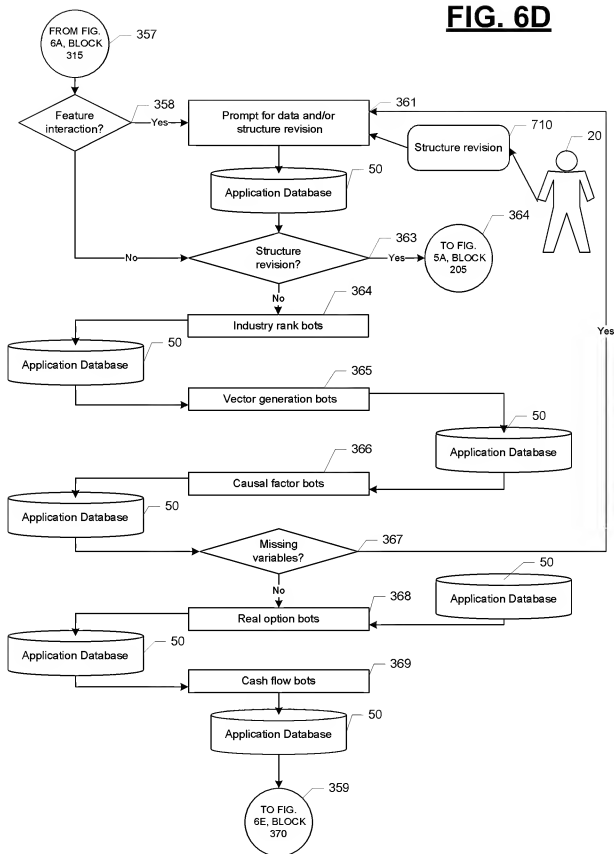 FIG. 6D
FROM FIG.
6A, BLOCK
315
357
Feature
interaction?
358
Yes
Prompt for data and/or
structure revision
361
Structure revision
710
20
Application Database
50
No
Structure
revision?
363
Yes
TO FIG.
5A, BLOCK
205
364
No
Industry rank bots
364
Application Database
50
Yes
Vector generation bots
365
Application Database
50
Causal factor bots
366
Application Database
50
Missing
variables?
367
No
Application Database
50
Real option bots
368
Application Database
50
Cash flow bots
369
Application Database
50
TO FIG.
6E, BLOCK
370
359